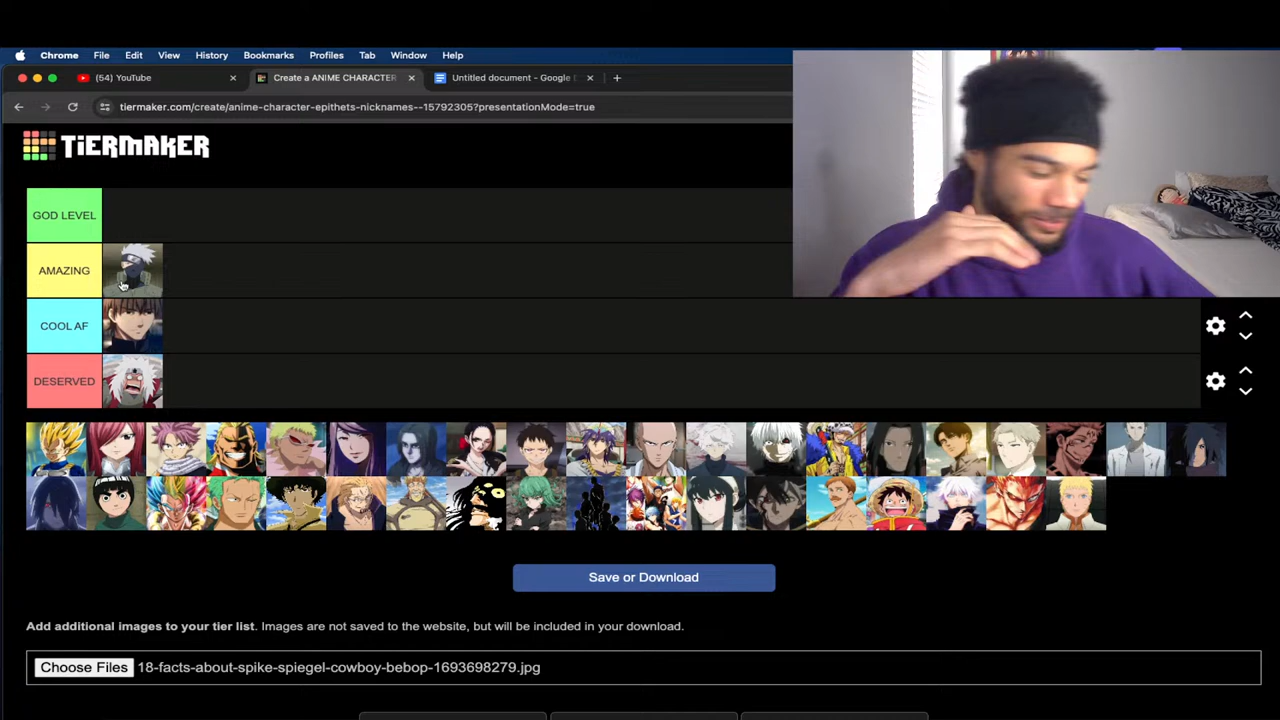 Chrome File Edit View History Bookmarks Profiles Tab Window Help
(54) YouTube Create a ANIME CHARACTER Untitled document - Google
tiermaker.com/create/anime-character-epithets-nicknames--15792305?presentationMode=true
TiERMAKER
GOD LEVEL
AMAZING
COOL AF
DESERVED
Save or Download
Add additional images to your tier list. Images are not saved to the website, but will be included in your download.
Choose Files 18-facts-about-spike-spiegel-cowboy-bebop-1693698279.jpg